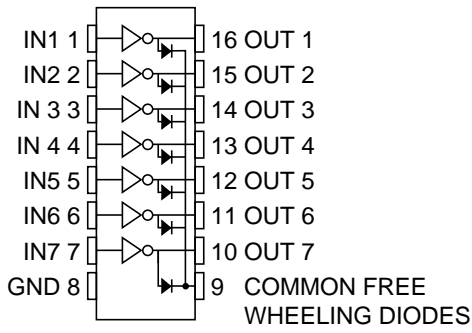 IN1 1 16 OUT 1
IN2 2 15 OUT 2
IN 3 3 14 OUT 3
IN 4 4 13 OUT 4
IN5 5 12 OUT 5
IN6 6 11 OUT 6
IN7 7 10 OUT 7
GND 8 9 COMMON FREE
WHEELING DIODES